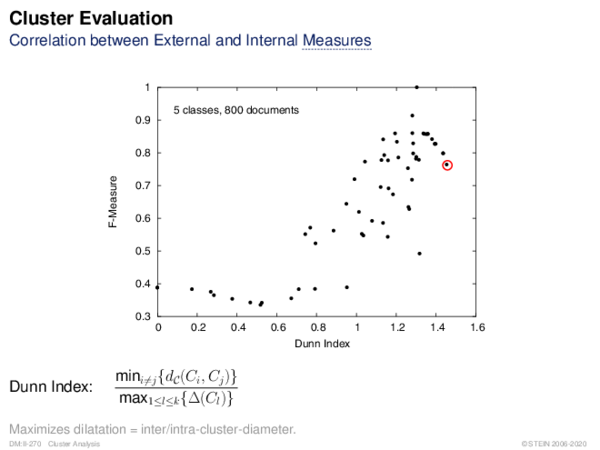 Cluster Evaluation
Correlation between External and Internal Measures
5 classes, 800 documents
F-Measure
1
0.9
0.8
0.7
0.6
0.5
0.4
0.3
0 0.2 0.4 0.6 0.8 1 1.2 1.4 1.6
Dunn Index
Dunn Index: min_{i≠j}{d_𝒞(C_i, C_j)}
max_{1≤l≤k}{Δ(C_l)}
Maximizes dilatation = inter/intra-cluster-diameter.
DM:II-270 Cluster Analysis ©STEIN 2006-2020